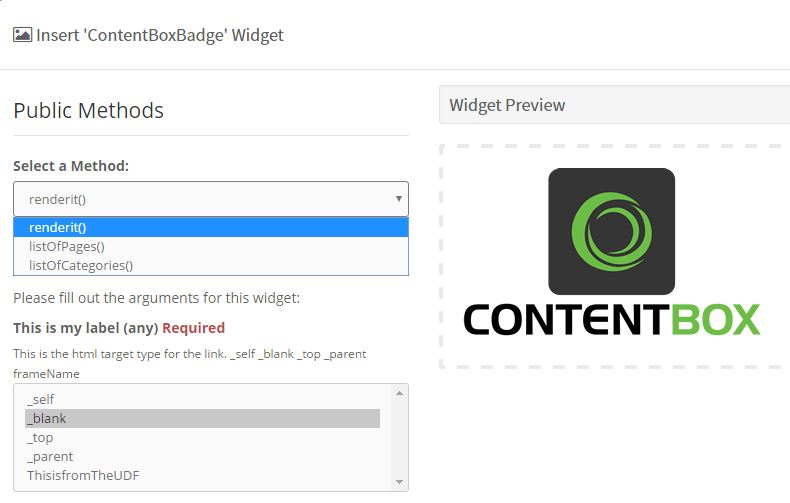 Insert 'ContentBoxBadge' Widget
Public Methods
Select a Method:
renderit()
renderit()
listOfPages()
listOfCategories()
Please fill out the arguments for this widget:
This is my label (any) Required
This is the html target type for the link. _self _blank _top _parent
frameName
_self
_blank
_top
_parent
ThisisfromTheUDF
Widget Preview
CONTENTBOX